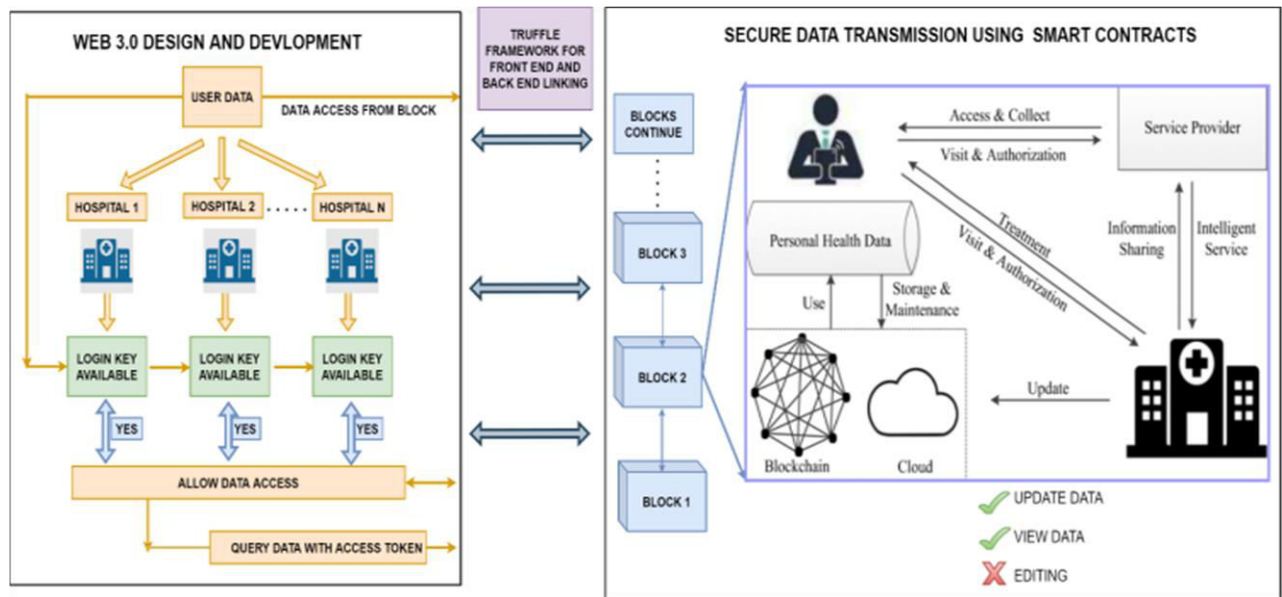 WEB 3.0 DESIGN AND DEVLOPMENT
USER DATA
DATA ACCESS FROM BLOCK
HOSPITAL 1
HOSPITAL 2
.....
HOSPITAL N
LOGIN KEY
AVAILABLE
LOGIN KEY
AVAILABLE
LOGIN KEY
AVAILABLE
YES
YES
YES
ALLOW DATA ACCESS
QUERY DATA WITH ACCESS TOKEN
TRUFFLE
FRAMEWORK FOR
FRONT END AND
BACK END LINKING
SECURE DATA TRANSMISSION USING SMART CONTRACTS
BLOCKS
CONTINUE
BLOCK 3
BLOCK 2
BLOCK 1
Access & Collect
Visit & Authorization
Service Provider
Personal Health Data
Treatment
Visit & Authorization
Information
Sharing
Intelligent
Service
Use
Storage &
Maintenance
Update
Blockchain
Cloud
UPDATE DATA
VIEW DATA
EDITING